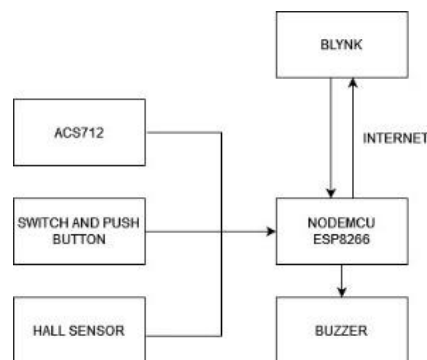 BLYNK
ACS712
INTERNET
SWITCH AND PUSH
BUTTON
NODEMCU
ESP8266
HALL SENSOR
BUZZER